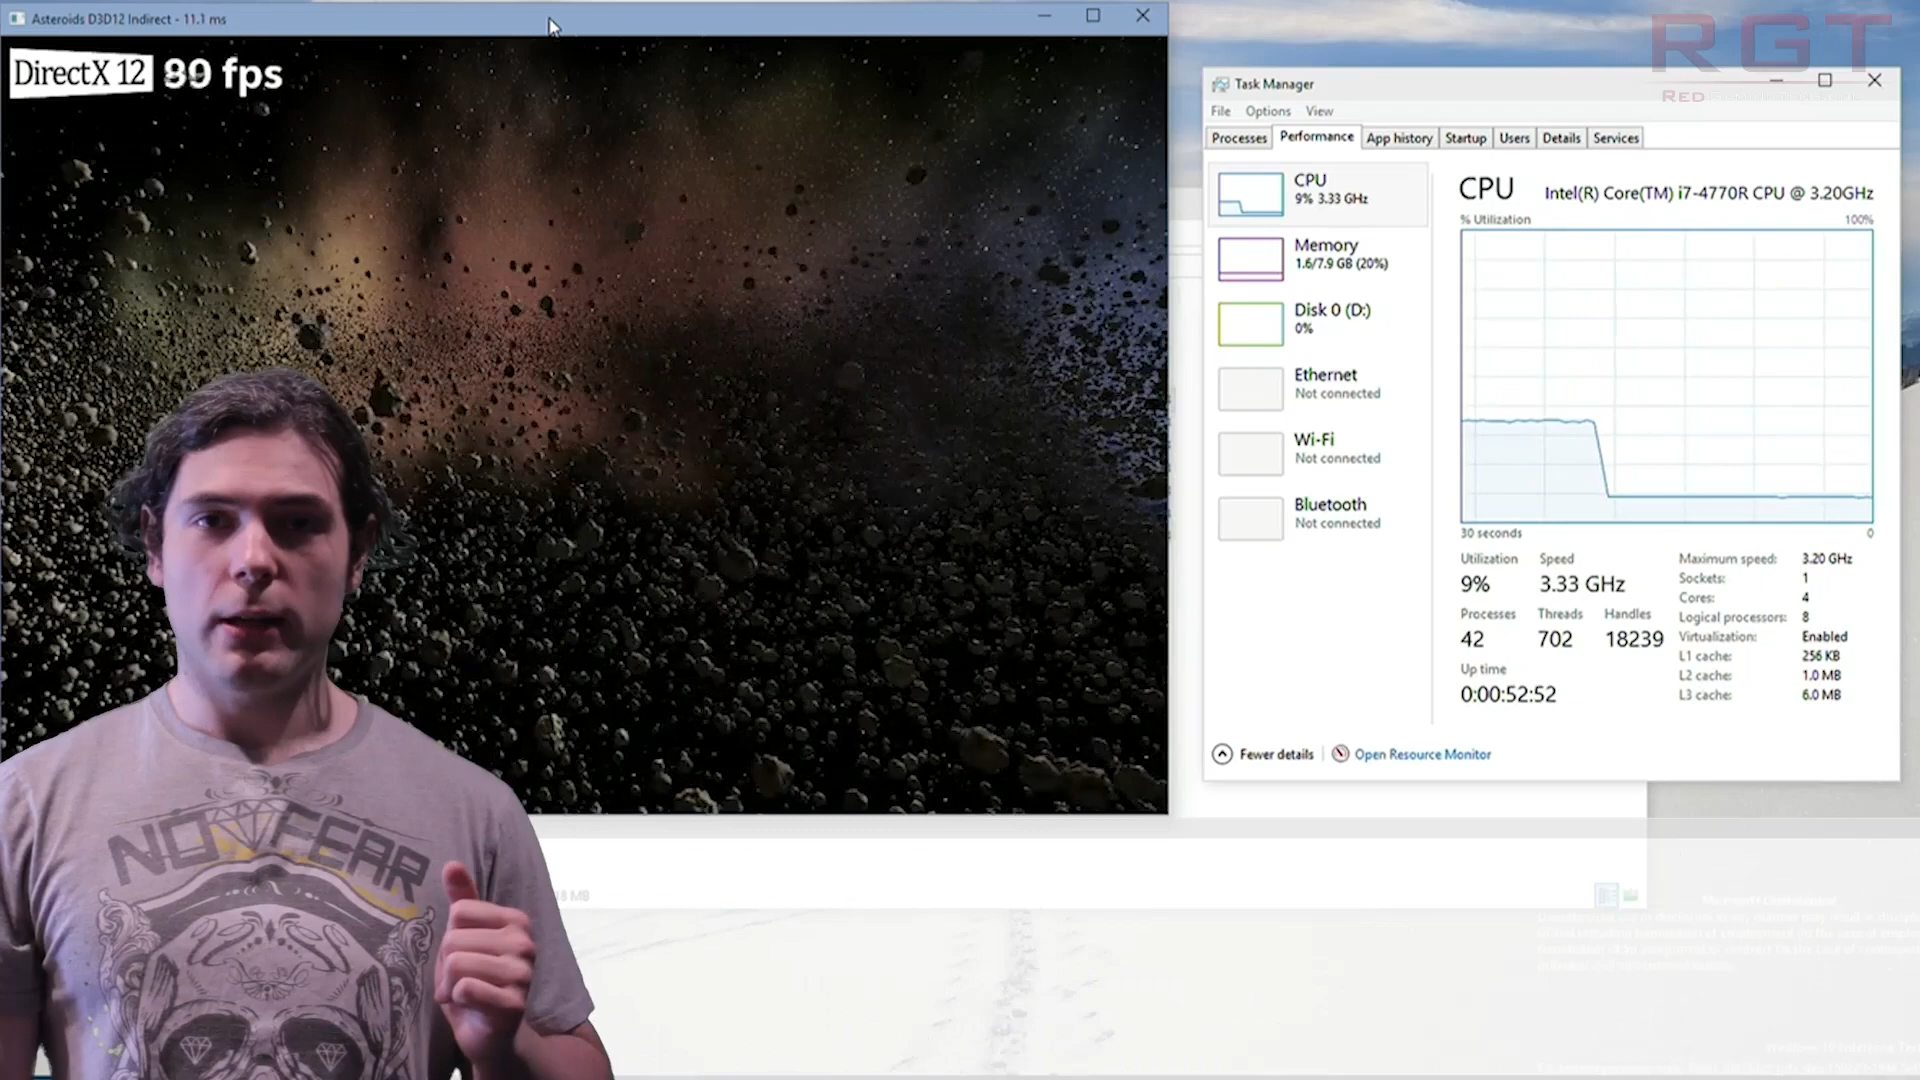 Asteroids D3D12 Indirect - 11.1 ms
DirectX 12 89 fps
RGT
RED
Task Manager
File Options View
Processes Performance App history Startup Users Details Services
CPU
9% 3.33 GHz
Memory
1.6/7.9 GB (20%)
Disk 0 (D:)
0%
Ethernet
Not connected
Wi-Fi
Not connected
Bluetooth
Not connected
CPU Intel(R) Core(TM) i7-4770R CPU @ 3.20GHz
% Utilization 100%
30 seconds 0
Utilization Speed
9% 3.33 GHz
Processes Threads Handles
42 702 18239
Up time
0:00:52:52
Maximum speed: 3.20 GHz
Sockets: 1
Cores: 4
Logical processors: 8
Virtualization: Enabled
L1 cache: 256 KB
L2 cache: 1.0 MB
L3 cache: 6.0 MB
Fewer details Open Resource Monitor
NO FEAR
MB